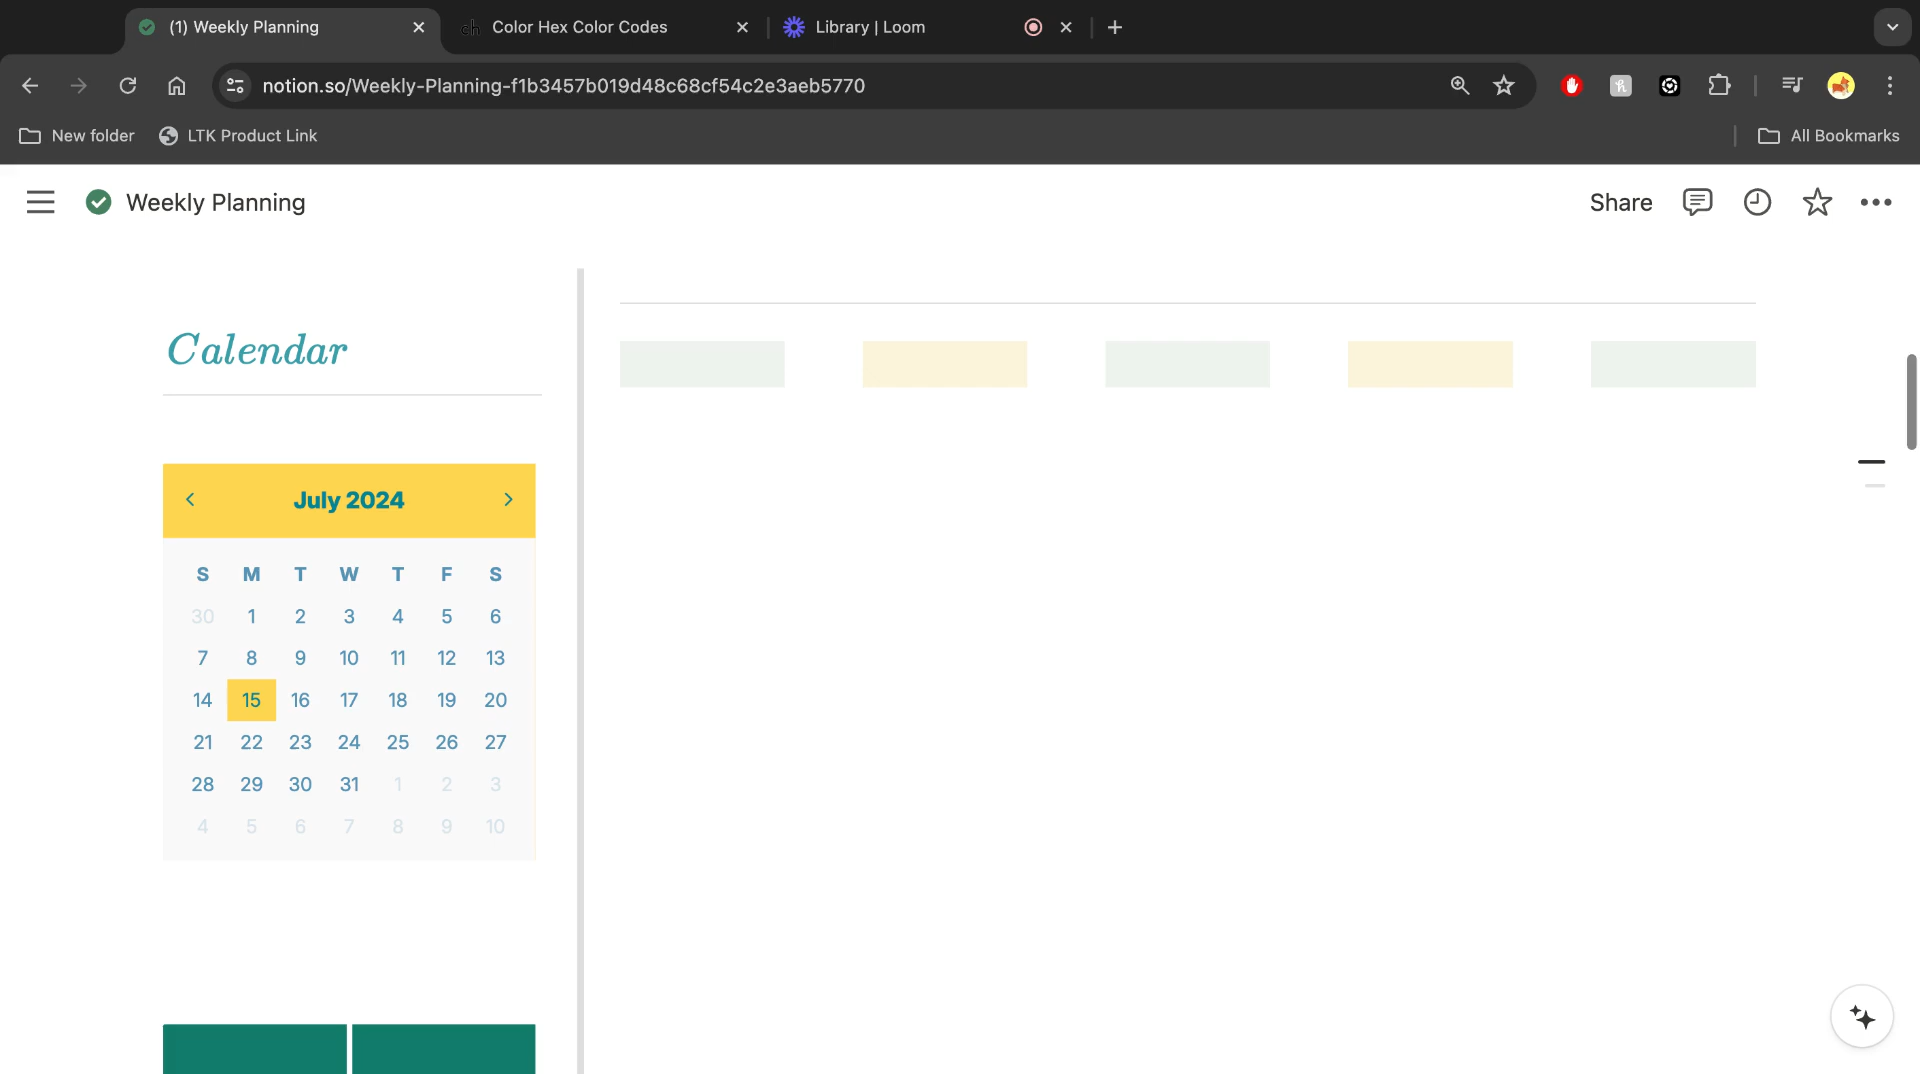 (1) Weekly Planning
ch Color Hex Color Codes
Library | Loom
notion.so/Weekly-Planning-f1b3457b019d48c68cf54c2e3aeb5770
New folder
LTK Product Link
All Bookmarks
Weekly Planning
Share
Calendar
July 2024
S M T W T F S
30 1 2 3 4 5 6
7 8 9 10 11 12 13
14 15 16 17 18 19 20
21 22 23 24 25 26 27
28 29 30 31 1 2 3
4 5 6 7 8 9 10